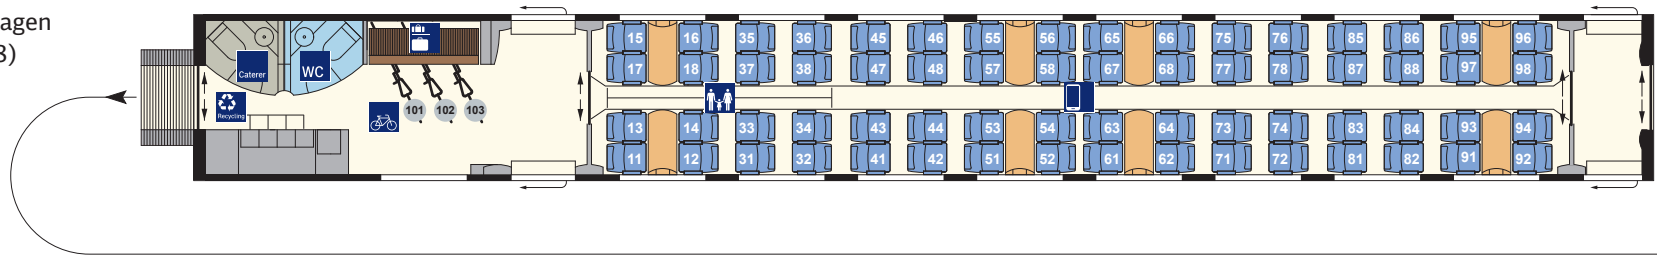 agen
3)
Caterer
WC
Recycling
101 102 103
15 16 35 36 45 46 55 56 65 66 75 76 85 86 95 96
17 18 37 38 47 48 57 58 67 68 77 78 87 88 97 98
13 14 33 34 43 44 53 54 63 64 73 74 83 84 93 94
11 12 31 32 41 42 51 52 61 62 71 72 81 82 91 92